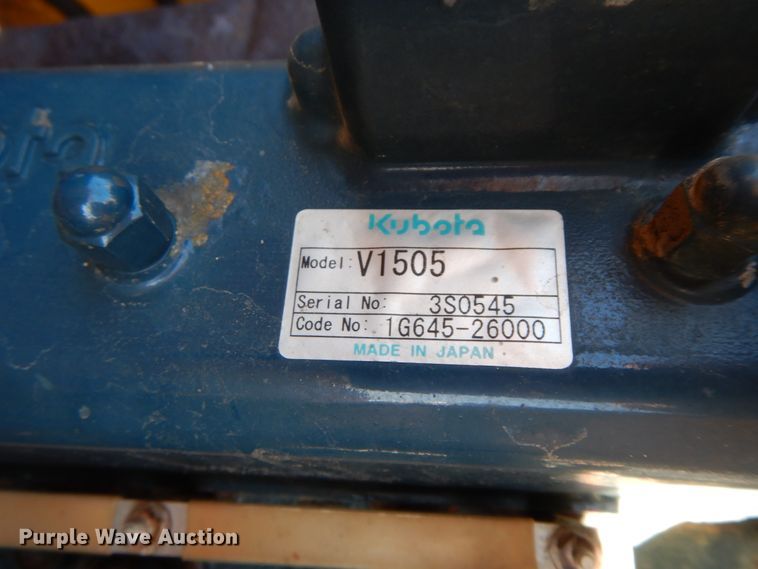 Kubota
Model: V1505
Serial No: 3S0545
Code No: 1G645-26000
MADE IN JAPAN
Purple Wave Auction